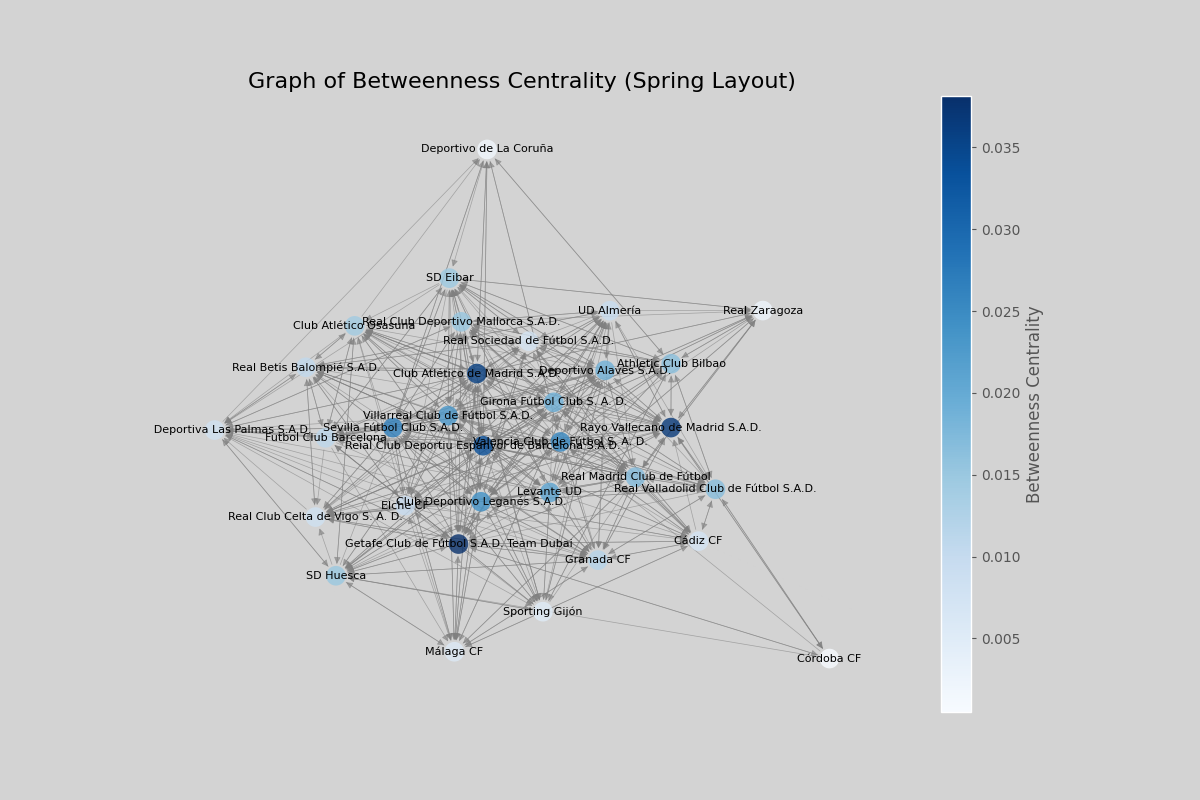 Graph of Betweenness Centrality (Spring Layout)
Deportivo de La Coruña
SD Eibar
UD Almería
Real Zaragoza
Real Club Deportivo Mallorca S.A.D.
Club Atlético Osasuna
Real Sociedad de Fútbol S.A.D.
Athletic Club Bilbao
Real Betis Balompié S.A.D.
Deportivo Alavés S.A.D.
Club Atlético de Madrid S.A.D.
Girona Fútbol Club S. A. D.
Villarreal Club de Fútbol S.A.D.
Sevilla Fútbol Club S.A.D.
Rayo Vallecano de Madrid S.A.D.
Deportiva Las Palmas S.A.D.
Fútbol Club Barcelona
Valencia Club de Fútbol S. A. D.
Reial Club Deportiu Espanyol de Barcelona S.A.D.
Real Madrid Club de Fútbol
Real Valladolid Club de Fútbol S.A.D.
Levante UD
Club Deportivo Leganés S.A.D.
Elche CF
Real Club Celta de Vigo S. A. D.
Cádiz CF
Getafe Club de Fútbol S.A.D. Team Dubai
Granada CF
SD Huesca
Sporting Gijón
Málaga CF
Córdoba CF
0.035
0.030
0.025
0.020
0.015
0.010
0.005
Betweenness Centrality